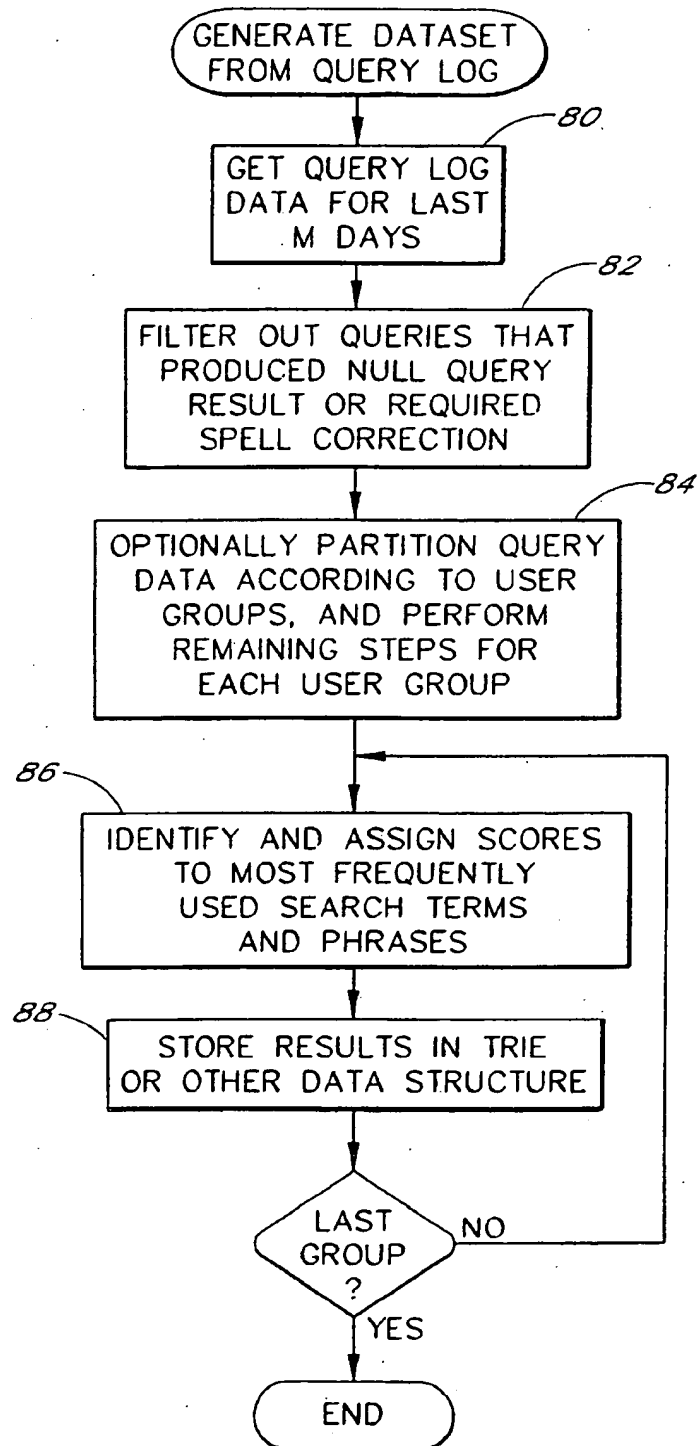 GENERATE DATASET
FROM QUERY LOG
80
GET QUERY LOG
DATA FOR LAST
M DAYS
82
FILTER OUT QUERIES THAT
PRODUCED NULL QUERY
RESULT OR REQUIRED
SPELL CORRECTION
84
OPTIONALLY PARTITION QUERY
DATA ACCORDING TO USER
GROUPS, AND PERFORM
REMAINING STEPS FOR
EACH USER GROUP
86
IDENTIFY AND ASSIGN SCORES
TO MOST FREQUENTLY
USED SEARCH TERMS
AND PHRASES
88
STORE RESULTS IN TRIE
OR OTHER DATA STRUCTURE
LAST
GROUP
?
NO
YES
END